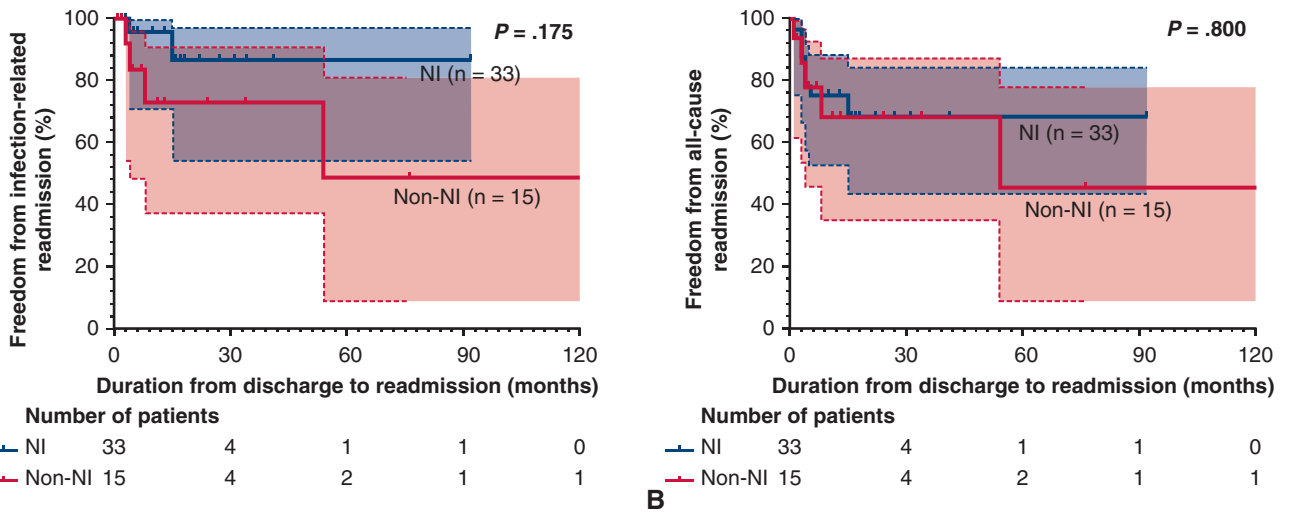 Freedom from infection-related
readmission (%)
100
80
60
40
20
0
P = .175
NI (n = 33)
Non-NI (n = 15)
0 30 60 90 120
Duration from discharge to readmission (months)
Number of patients
NI 33 4 1 1 0
Non-NI 15 4 2 1 1
Freedom from all-cause
readmission (%)
100
80
60
40
20
0
P = .800
NI (n = 33)
Non-NI (n = 15)
0 30 60 90 120
Duration from discharge to readmission (months)
Number of patients
NI 33 4 1 1 0
Non-NI 15 4 2 1 1
B